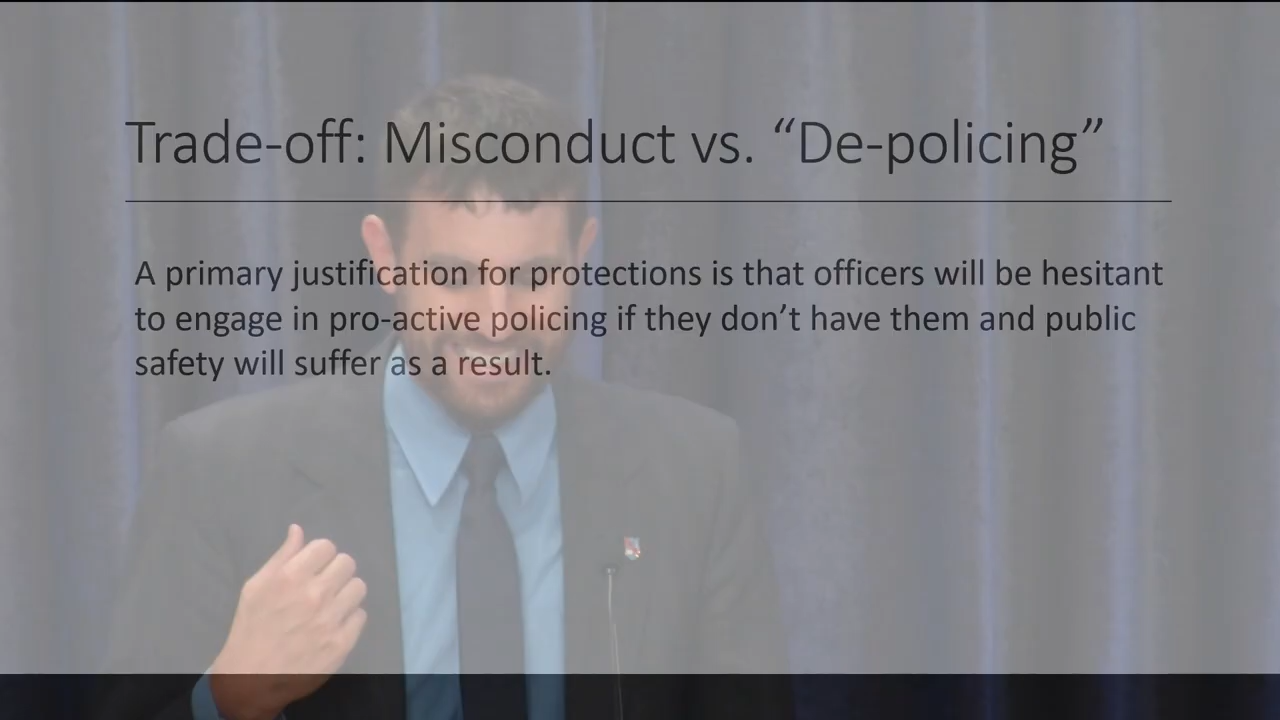 Trade-off: Misconduct vs. “De-policing”
A primary justification for protections is that officers will be hesitant
to engage in pro-active policing if they don’t have them and public
safety will suffer as a result.